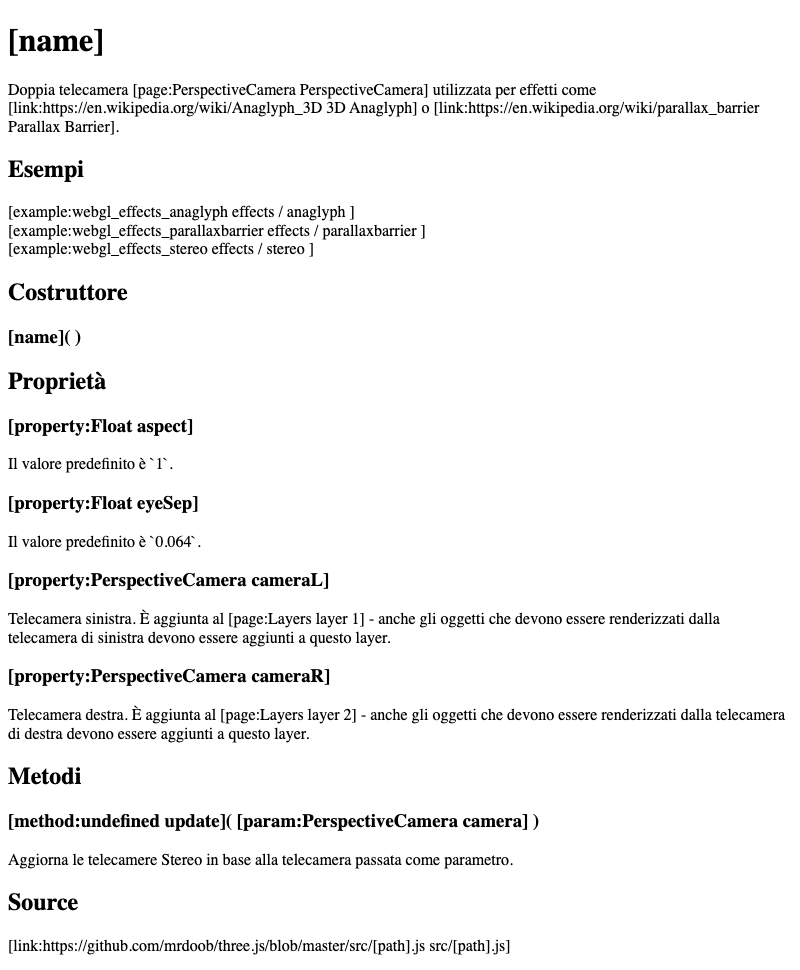 [name]
Doppia telecamera [page:PerspectiveCamera PerspectiveCamera] utilizzata per effetti come
[link:https://en.wikipedia.org/wiki/Anaglyph_3D 3D Anaglyph] o [link:https://en.wikipedia.org/wiki/parallax_barrier
Parallax Barrier].
Esempi
[example:webgl_effects_anaglyph effects / anaglyph ]
[example:webgl_effects_parallaxbarrier effects / parallaxbarrier ]
[example:webgl_effects_stereo effects / stereo ]
Costruttore
[name]( )
Proprietà
[property:Float aspect]
Il valore predefinito è `1`.
[property:Float eyeSep]
Il valore predefinito è `0.064`.
[property:PerspectiveCamera cameraL]
Telecamera sinistra. È aggiunta al [page:Layers layer 1] - anche gli oggetti che devono essere renderizzati dalla
telecamera di sinistra devono essere aggiunti a questo layer.
[property:PerspectiveCamera cameraR]
Telecamera destra. È aggiunta al [page:Layers layer 2] - anche gli oggetti che devono essere renderizzati dalla telecamera
di destra devono essere aggiunti a questo layer.
Metodi
[method:undefined update]( [param:PerspectiveCamera camera] )
Aggiorna le telecamere Stereo in base alla telecamera passata come parametro.
Source
[link:https://github.com/mrdoob/three.js/blob/master/src/[path].js src/[path].js]